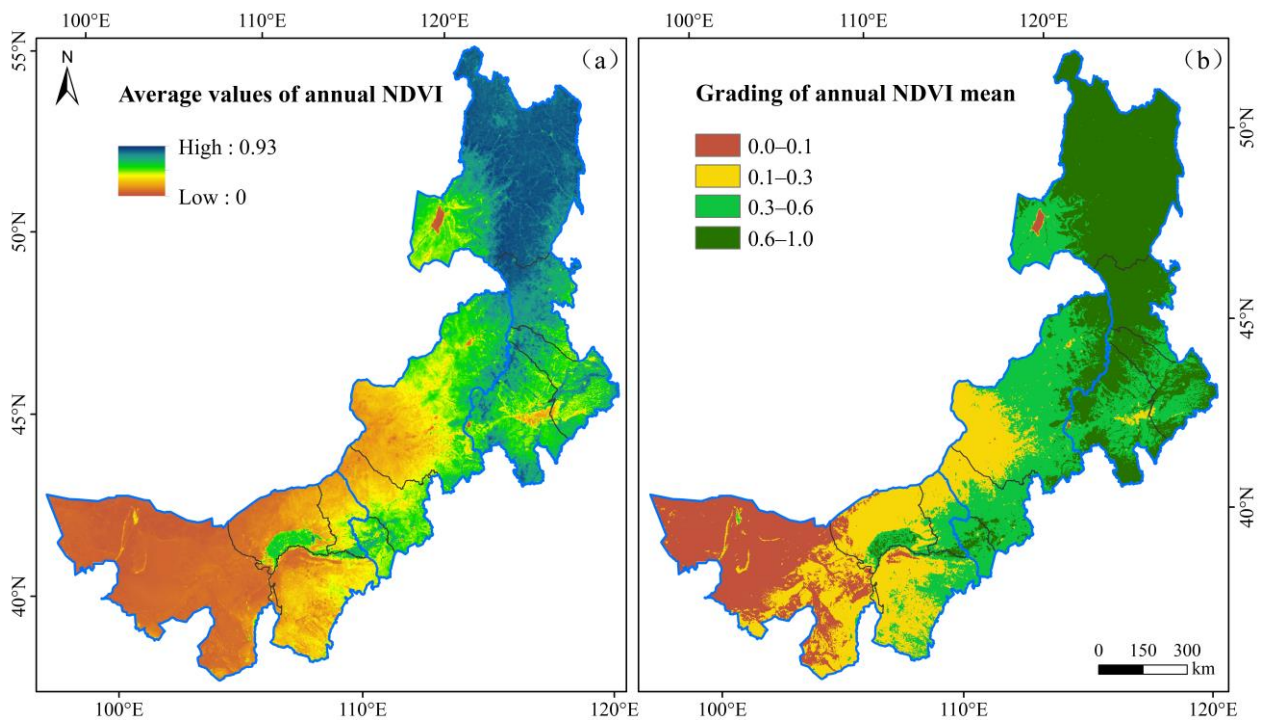 100°E 110°E 120°E 100°E 110°E 120°E
55°N
N
(a)
Average values of annual NDVI
High : 0.93
Low : 0
50°N
45°N
40°N
(b)
Grading of annual NDVI mean
0.0–0.1
0.1–0.3
0.3–0.6
0.6–1.0
50°N
45°N
40°N
0 150 300
km
100°E 110°E 120°E 100°E 110°E 120°E